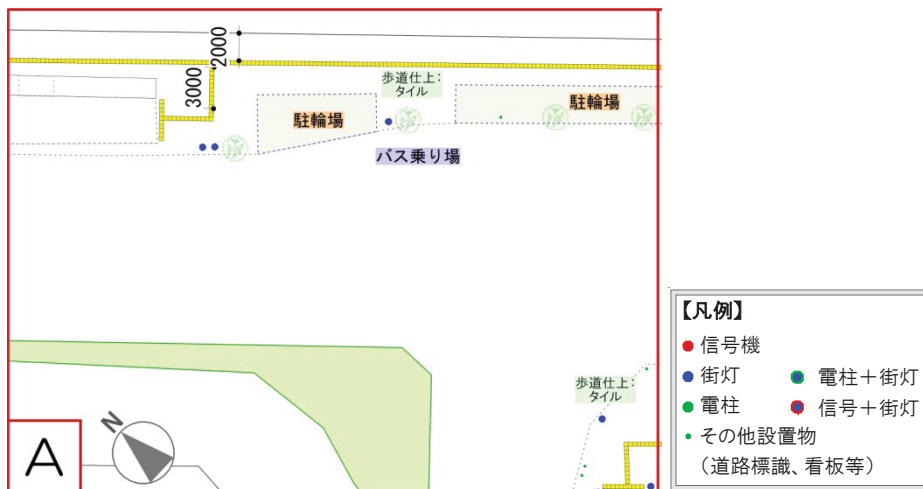 2000
3000
歩道仕上:
タイル
駐輪場
駐輪場
バス乗り場
歩道仕上:
タイル
N
A
【凡例】
信号機
街灯
電柱+街灯
電柱
信号+街灯
その他設置物
(道路標識、看板等)